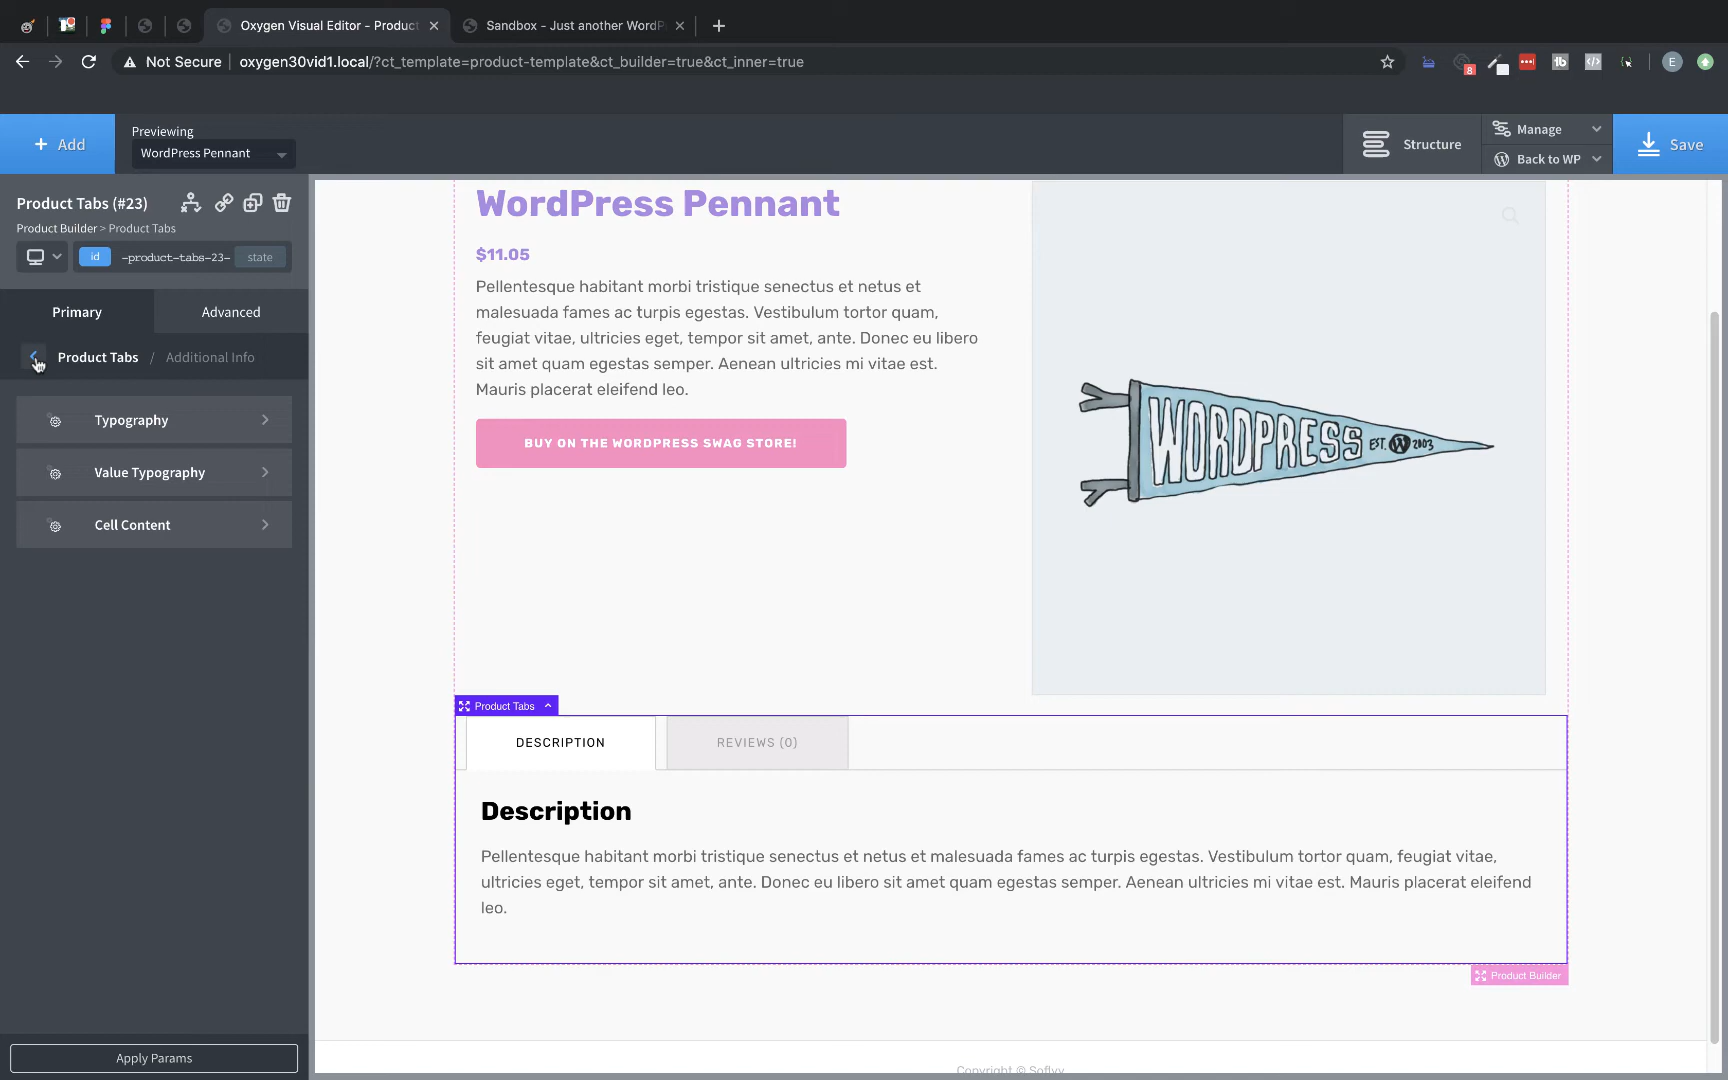 Oxygen Visual Editor - Product
Sandbox - Just another WordP
Not Secure
oxygen30vid1.local/?ct_template=product-template&ct_builder=true&ct_inner=true
8
tb
E
+ Add
Previewing
WordPress Pennant
Structure
Manage
Back to WP
Save
Product Tabs (#23)
Product Builder > Product Tabs
id
-product-tabs-23-
state
Primary
Advanced
Product Tabs / Additional Info
Typography
Value Typography
Cell Content
Apply Params
WordPress Pennant
$11.05
Pellentesque habitant morbi tristique senectus et netus et
malesuada fames ac turpis egestas. Vestibulum tortor quam,
feugiat vitae, ultricies eget, tempor sit amet, ante. Donec eu libero
sit amet quam egestas semper. Aenean ultricies mi vitae est.
Mauris placerat eleifend leo.
BUY ON THE WORDPRESS SWAG STORE!
WORDPRESS EST. W 2003
Product Tabs
DESCRIPTION
REVIEWS (0)
Description
Pellentesque habitant morbi tristique senectus et netus et malesuada fames ac turpis egestas. Vestibulum tortor quam, feugiat vitae,
ultricies eget, tempor sit amet, ante. Donec eu libero sit amet quam egestas semper. Aenean ultricies mi vitae est. Mauris placerat eleifend
leo.
Product Builder
Copyright © Soflyy